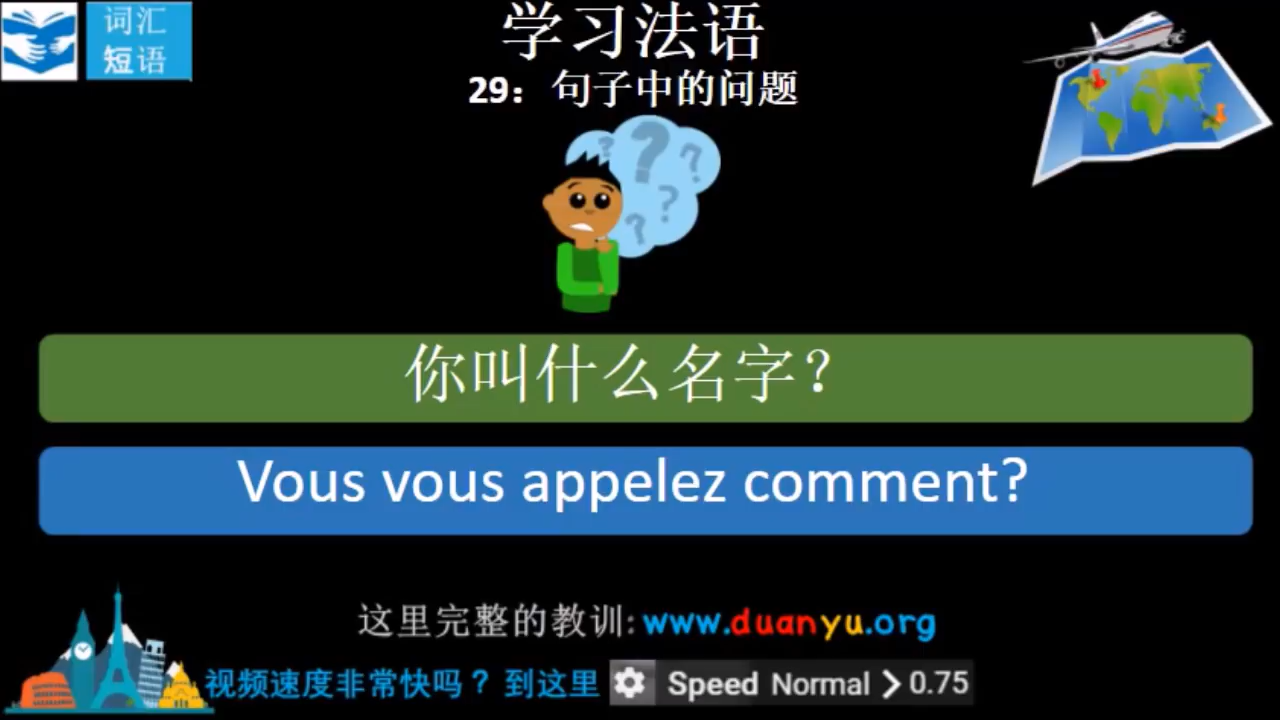 词汇
短语
学习法语
29：句子中的问题
你叫什么名字？
Vous vous appelez comment?
这里完整的教训: www.duanyu.org
视频速度非常快吗？ 到这里 Speed Normal > 0.75